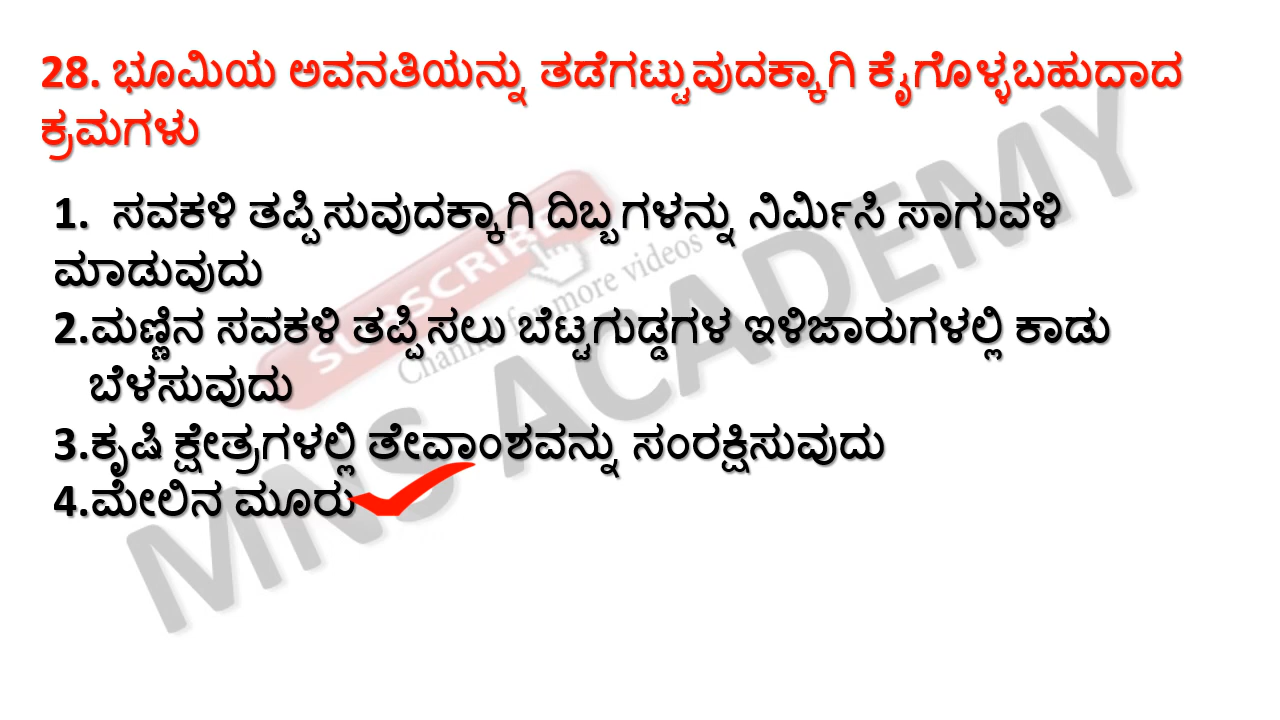 28. ಭೂಮಿಯ ಅವನತಿಯನ್ನು ತಡೆಗಟ್ಟುವುದಕ್ಕಾಗಿ ಕೈಗೊಳ್ಳಬಹುದಾದ
ಕ್ರಮಗಳು
1. ಸವಕಳಿ ತಪ್ಪಿಸುವುದಕ್ಕಾಗಿ ದಿಬ್ಬಗಳನ್ನು ನಿರ್ಮಿಸಿ ಸಾಗುವಳಿ
ಮಾಡುವುದು
2.ಮಣ್ಣಿನ ಸವಕಳಿ ತಪ್ಪಿಸಲು ಬೆಟ್ಟಗುಡ್ಡಗಳ ಇಳಿಜಾರುಗಳಲ್ಲಿ ಕಾಡು
ಬೆಳಸುವುದು
3.ಕೃಷಿ ಕ್ಷೇತ್ರಗಳಲ್ಲಿ ತೇವಾಂಶವನ್ನು ಸಂರಕ್ಷಿಸುವುದು
4.ಮೇಲಿನ ಮೂರು
SUBSCRIBE
Channel for more videos
MNS ACADEMY